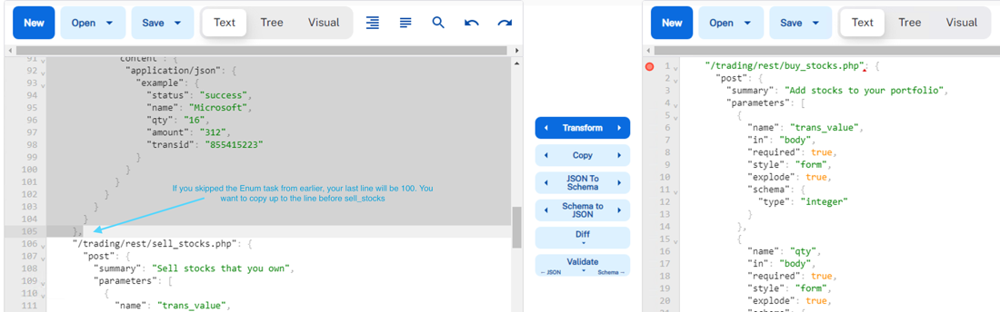 New Open Save Text Tree Visual
91 content": {
92 "application/json": {
93 "example": {
94 "status": "success",
95 "name": "Microsoft",
96 "qty": "16",
97 "amount": "312",
98 "transid": "855415223"
99 }
100 }
101 }
102 }
103 }
104 }
105 },
106 "/trading/rest/sell_stocks.php": {
107 "post": {
108 "summary": "Sell stocks that you own",
109 "parameters": [
110 {
111 "name": "trans_value",
If you skipped the Enum task from earlier, your last line will be 100. You
want to copy up to the line before sell_stocks
Transform
Copy
JSON To
Schema
Schema to
JSON
Diff
Validate
-- JSON Schema --
New Open Save Text Tree Visual
1 "/trading/rest/buy_stocks.php": {
2 "post": {
3 "summary": "Add stocks to your portfolio",
4 "parameters": [
5 {
6 "name": "trans_value",
7 "in": "body",
8 "required": true,
9 "style": "form",
10 "explode": true,
11 "schema": {
12 "type": "integer"
13 }
14 },
15 {
16 "name": "qty",
17 "in": "body",
18 "required": true,
19 "style": "form",
20 "explode": true,
21 "schema": {